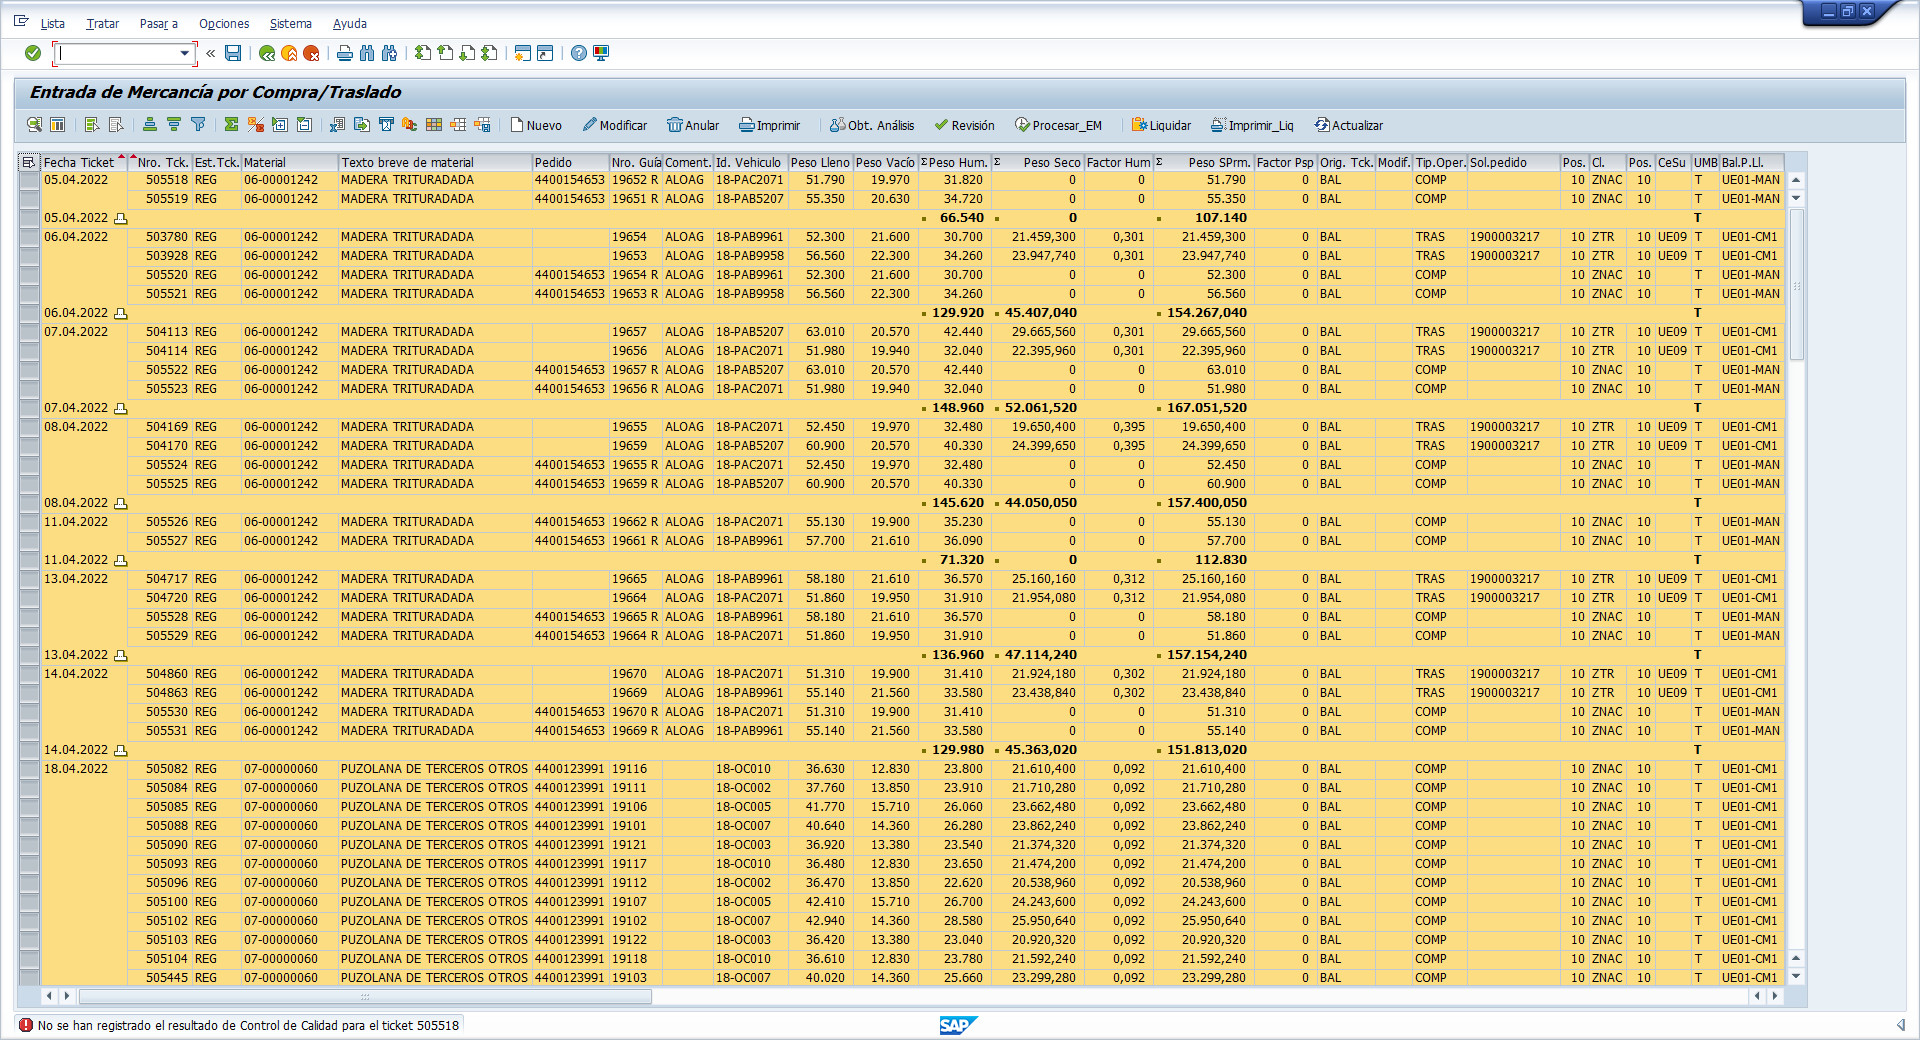 Lista Tratar Pasar a Opciones Sistema Ayuda
«
Entrada de Mercancía por Compra/Traslado
Nuevo Modificar Anular Imprimir Obt. Análisis Revisión Procesar_EM Liquidar Imprimir_Liq Actualizar
Fecha Ticket Nro. Tck. Est.Tck. Material Texto breve de material Pedido Nro. Guía Coment. Id. Vehiculo Peso Lleno Peso Vacío Σ Peso Hum. Σ Peso Seco Factor Hum Σ Peso SPrm. Factor Psp Orig. Tck. Modif. Tip.Oper. Sol.pedido Pos. Cl. Pos. CeSu UMB Bal.P.Ll.
05.04.2022 505518 REG 06-00001242 MADERA TRITURADADA 4400154653 19652 R ALOAG 18-PAC2071 51.790 19.970 31.820 0 0 51.790 0 BAL COMP 10 ZNAC 10 T UE01-MAN
505519 REG 06-00001242 MADERA TRITURADADA 4400154653 19651 R ALOAG 18-PAB5207 55.350 20.630 34.720 0 0 55.350 0 BAL COMP 10 ZNAC 10 T UE01-MAN
05.04.2022 66.540 0 107.140 T
06.04.2022 503780 REG 06-00001242 MADERA TRITURADADA 19654 ALOAG 18-PAB9961 52.300 21.600 30.700 21.459,300 0,301 21.459,300 0 BAL TRAS 1900003217 10 ZTR 10 UE09 T UE01-CM1
503928 REG 06-00001242 MADERA TRITURADADA 19653 ALOAG 18-PAB9958 56.560 22.300 34.260 23.947,740 0,301 23.947,740 0 BAL TRAS 1900003217 10 ZTR 10 UE09 T UE01-CM1
505520 REG 06-00001242 MADERA TRITURADADA 4400154653 19654 R ALOAG 18-PAB9961 52.300 21.600 30.700 0 0 52.300 0 BAL COMP 10 ZNAC 10 T UE01-MAN
505521 REG 06-00001242 MADERA TRITURADADA 4400154653 19653 R ALOAG 18-PAB9958 56.560 22.300 34.260 0 0 56.560 0 BAL COMP 10 ZNAC 10 T UE01-MAN
06.04.2022 129.920 45.407,040 154.267,040 T
07.04.2022 504113 REG 06-00001242 MADERA TRITURADADA 19657 ALOAG 18-PAB5207 63.010 20.570 42.440 29.665,560 0,301 29.665,560 0 BAL TRAS 1900003217 10 ZTR 10 UE09 T UE01-CM1
504114 REG 06-00001242 MADERA TRITURADADA 19656 ALOAG 18-PAC2071 51.980 19.940 32.040 22.395,960 0,301 22.395,960 0 BAL TRAS 1900003217 10 ZTR 10 UE09 T UE01-CM1
505522 REG 06-00001242 MADERA TRITURADADA 4400154653 19657 R ALOAG 18-PAB5207 63.010 20.570 42.440 0 0 63.010 0 BAL COMP 10 ZNAC 10 T UE01-MAN
505523 REG 06-00001242 MADERA TRITURADADA 4400154653 19656 R ALOAG 18-PAC2071 51.980 19.940 32.040 0 0 51.980 0 BAL COMP 10 ZNAC 10 T UE01-MAN
07.04.2022 148.960 52.061,520 167.051,520 T
08.04.2022 504169 REG 06-00001242 MADERA TRITURADADA 19655 ALOAG 18-PAC2071 52.450 19.970 32.480 19.650,400 0,395 19.650,400 0 BAL TRAS 1900003217 10 ZTR 10 UE09 T UE01-CM1
504170 REG 06-00001242 MADERA TRITURADADA 19659 ALOAG 18-PAB5207 60.900 20.570 40.330 24.399,650 0,395 24.399,650 0 BAL TRAS 1900003217 10 ZTR 10 UE09 T UE01-CM1
505524 REG 06-00001242 MADERA TRITURADADA 4400154653 19655 R ALOAG 18-PAC2071 52.450 19.970 32.480 0 0 52.450 0 BAL COMP 10 ZNAC 10 T UE01-MAN
505525 REG 06-00001242 MADERA TRITURADADA 4400154653 19659 R ALOAG 18-PAB5207 60.900 20.570 40.330 0 0 60.900 0 BAL COMP 10 ZNAC 10 T UE01-MAN
08.04.2022 145.620 44.050,050 157.400,050 T
11.04.2022 505526 REG 06-00001242 MADERA TRITURADADA 4400154653 19662 R ALOAG 18-PAC2071 55.130 19.900 35.230 0 0 55.130 0 BAL COMP 10 ZNAC 10 T UE01-MAN
505527 REG 06-00001242 MADERA TRITURADADA 4400154653 19661 R ALOAG 18-PAB9961 57.700 21.610 36.090 0 0 57.700 0 BAL COMP 10 ZNAC 10 T UE01-MAN
11.04.2022 71.320 0 112.830 T
13.04.2022 504717 REG 06-00001242 MADERA TRITURADADA 19665 ALOAG 18-PAB9961 58.180 21.610 36.570 25.160,160 0,312 25.160,160 0 BAL TRAS 1900003217 10 ZTR 10 UE09 T UE01-CM1
504720 REG 06-00001242 MADERA TRITURADADA 19664 ALOAG 18-PAC2071 51.860 19.950 31.910 21.954,080 0,312 21.954,080 0 BAL TRAS 1900003217 10 ZTR 10 UE09 T UE01-CM1
505528 REG 06-00001242 MADERA TRITURADADA 4400154653 19665 R ALOAG 18-PAB9961 58.180 21.610 36.570 0 0 58.180 0 BAL COMP 10 ZNAC 10 T UE01-MAN
505529 REG 06-00001242 MADERA TRITURADADA 4400154653 19664 R ALOAG 18-PAC2071 51.860 19.950 31.910 0 0 51.860 0 BAL COMP 10 ZNAC 10 T UE01-MAN
13.04.2022 136.960 47.114,240 157.154,240 T
14.04.2022 504860 REG 06-00001242 MADERA TRITURADADA 19670 ALOAG 18-PAC2071 51.310 19.900 31.410 21.924,180 0,302 21.924,180 0 BAL TRAS 1900003217 10 ZTR 10 UE09 T UE01-CM1
504863 REG 06-00001242 MADERA TRITURADADA 19669 ALOAG 18-PAB9961 55.140 21.560 33.580 23.438,840 0,302 23.438,840 0 BAL TRAS 1900003217 10 ZTR 10 UE09 T UE01-CM1
505530 REG 06-00001242 MADERA TRITURADADA 4400154653 19670 R ALOAG 18-PAC2071 51.310 19.900 31.410 0 0 51.310 0 BAL COMP 10 ZNAC 10 T UE01-MAN
505531 REG 06-00001242 MADERA TRITURADADA 4400154653 19669 R ALOAG 18-PAB9961 55.140 21.560 33.580 0 0 55.140 0 BAL COMP 10 ZNAC 10 T UE01-MAN
14.04.2022 129.980 45.363,020 151.813,020 T
18.04.2022 505082 REG 07-00000060 PUZOLANA DE TERCEROS OTROS 4400123991 19116 18-OC010 36.630 12.830 23.800 21.610,400 0,092 21.610,400 0 BAL COMP 10 ZNAC 10 T UE01-CM1
505084 REG 07-00000060 PUZOLANA DE TERCEROS OTROS 4400123991 19111 18-OC002 37.760 13.850 23.910 21.710,280 0,092 21.710,280 0 BAL COMP 10 ZNAC 10 T UE01-CM1
505085 REG 07-00000060 PUZOLANA DE TERCEROS OTROS 4400123991 19106 18-OC005 41.770 15.710 26.060 23.662,480 0,092 23.662,480 0 BAL COMP 10 ZNAC 10 T UE01-CM1
505088 REG 07-00000060 PUZOLANA DE TERCEROS OTROS 4400123991 19101 18-OC007 40.640 14.360 26.280 23.862,240 0,092 23.862,240 0 BAL COMP 10 ZNAC 10 T UE01-CM1
505090 REG 07-00000060 PUZOLANA DE TERCEROS OTROS 4400123991 19121 18-OC003 36.920 13.380 23.540 21.374,320 0,092 21.374,320 0 BAL COMP 10 ZNAC 10 T UE01-CM1
505093 REG 07-00000060 PUZOLANA DE TERCEROS OTROS 4400123991 19117 18-OC010 36.480 12.830 23.650 21.474,200 0,092 21.474,200 0 BAL COMP 10 ZNAC 10 T UE01-CM1
505096 REG 07-00000060 PUZOLANA DE TERCEROS OTROS 4400123991 19112 18-OC002 36.470 13.850 22.620 20.538,960 0,092 20.538,960 0 BAL COMP 10 ZNAC 10 T UE01-CM1
505100 REG 07-00000060 PUZOLANA DE TERCEROS OTROS 4400123991 19107 18-OC005 42.410 15.710 26.700 24.243,600 0,092 24.243,600 0 BAL COMP 10 ZNAC 10 T UE01-CM1
505102 REG 07-00000060 PUZOLANA DE TERCEROS OTROS 4400123991 19102 18-OC007 42.940 14.360 28.580 25.950,640 0,092 25.950,640 0 BAL COMP 10 ZNAC 10 T UE01-CM1
505103 REG 07-00000060 PUZOLANA DE TERCEROS OTROS 4400123991 19122 18-OC003 36.420 13.380 23.040 20.920,320 0,092 20.920,320 0 BAL COMP 10 ZNAC 10 T UE01-CM1
505104 REG 07-00000060 PUZOLANA DE TERCEROS OTROS 4400123991 19118 18-OC010 36.610 12.830 23.780 21.592,240 0,092 21.592,240 0 BAL COMP 10 ZNAC 10 T UE01-CM1
505445 REG 07-00000060 PUZOLANA DE TERCEROS OTROS 4400123991 19103 18-OC007 40.020 14.360 25.660 23.299,280 0,092 23.299,280 0 BAL COMP 10 ZNAC 10 T UE01-CM1
No se han registrado el resultado de Control de Calidad para el ticket 505518
SAP